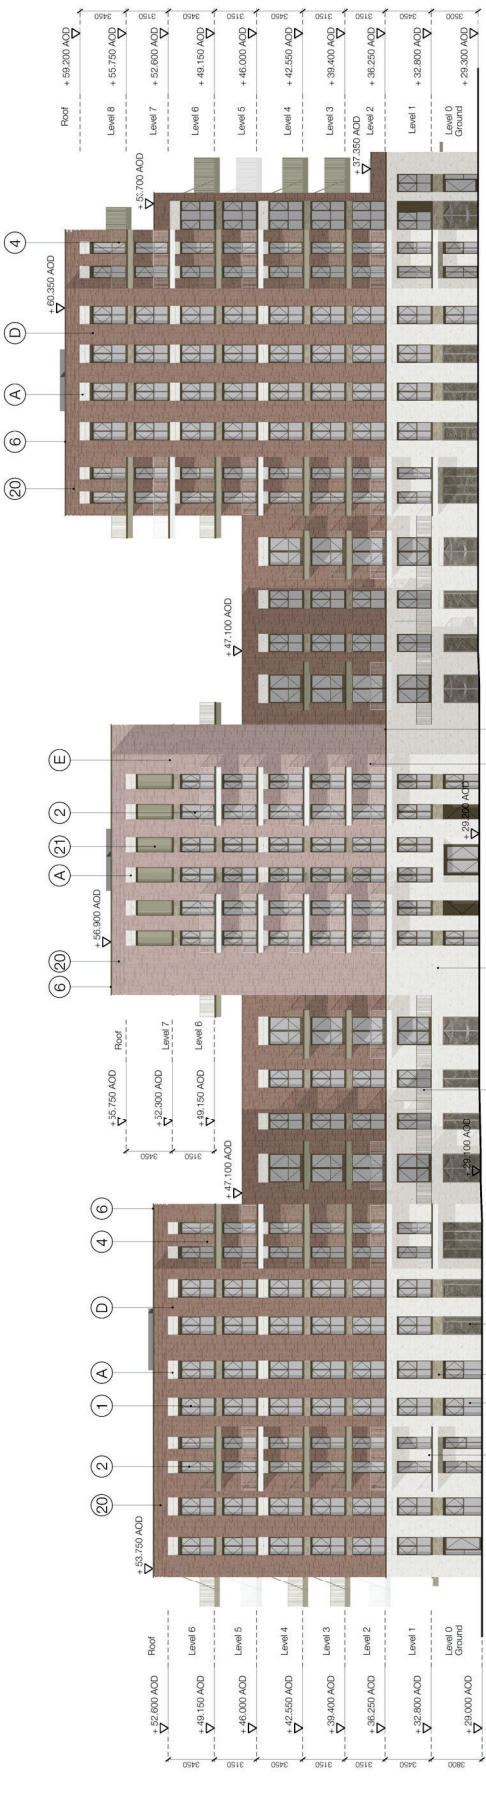 6
20
A
21
2
E
20
6
A
D
4
+ 56.900 AOD
+ 60.350 AOD
20
2
1
A
D
4
6
+ 53.750 AOD
+ 47.100 AOD
+ 47.100 AOD
+ 53.700 AOD
+ 37.350 AOD
+ 29.100 AOD
+ 29.200 AOD
+ 52.600 AOD Roof
3450
+ 49.150 AOD Level 6
3150
+ 46.000 AOD Level 5
3450
+ 42.550 AOD Level 4
3150
+ 39.400 AOD Level 3
3150
+ 36.250 AOD Level 2
3450
+ 32.800 AOD Level 1
3800
+ 29.000 AOD Level 0
Ground
+ 55.750 AOD Roof
3450
+ 52.300 AOD Level 7
3150
+ 49.150 AOD Level 6
20
6
A
D
4
Roof + 59.200 AOD
3450
Level 8 + 55.750 AOD
3150
Level 7 + 52.600 AOD
3450
Level 6 + 49.150 AOD
3150
Level 5 + 46.000 AOD
3450
Level 4 + 42.550 AOD
3150
Level 3 + 39.400 AOD
3150
Level 2 + 36.250 AOD
3450
Level 1 + 32.800 AOD
3500
Level 0 + 29.300 AOD
Ground